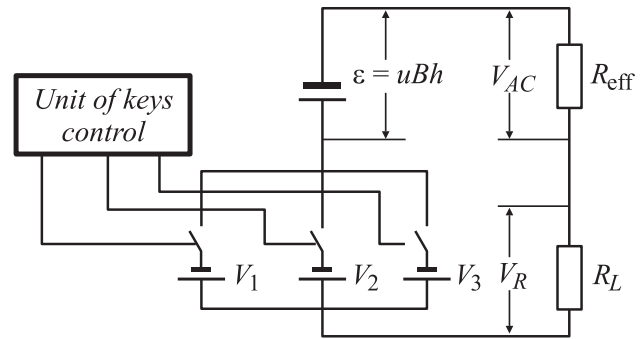 Unit of keys
control
ε = uBh
V_AC
R_eff
V_1
V_2
V_3
V_R
R_L